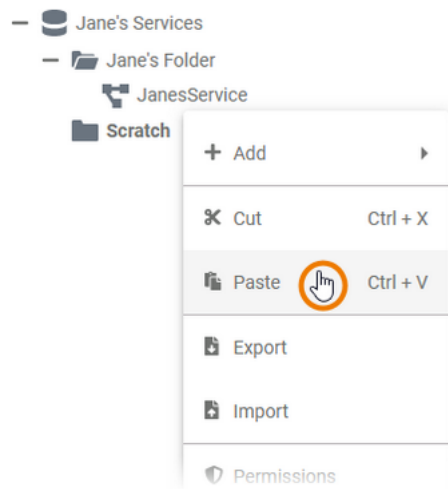 Jane's Services
Jane's Folder
JanesService
Scratch
Add
Cut Ctrl + X
Paste Ctrl + V
Export
Import
Permissions